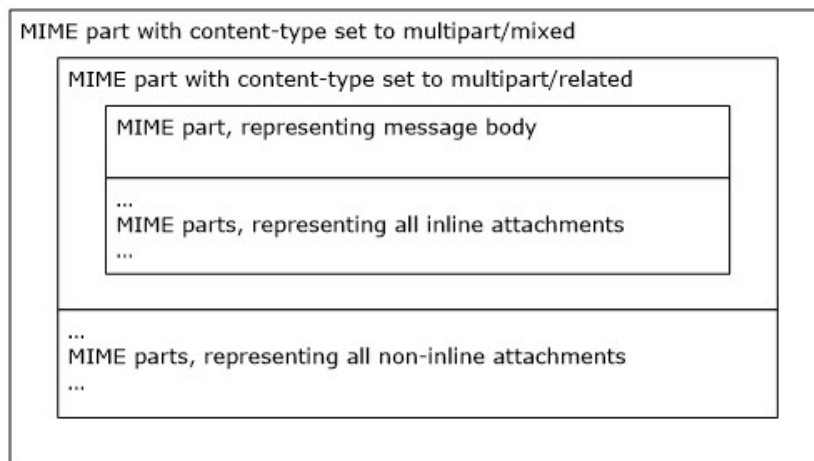 MIME part with content-type set to multipart/mixed
MIME part with content-type set to multipart/related
MIME part, representing message body
...
MIME parts, representing all inline attachments
...
...
MIME parts, representing all non-inline attachments
...